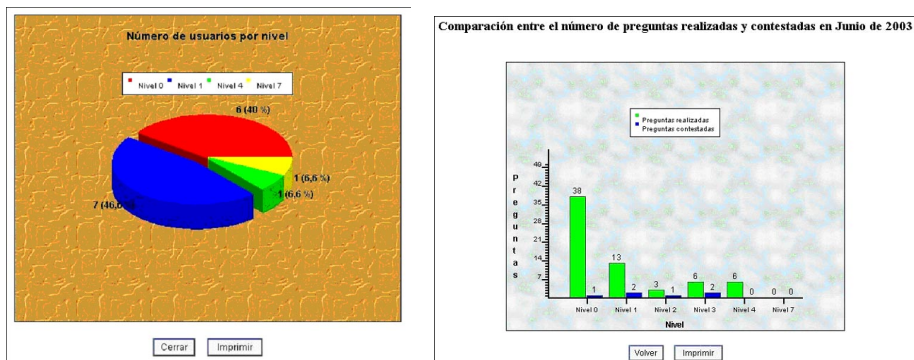 Número de usuarios por nivel
Nivel 0 Nivel 1 Nivel 4 Nivel 7
6 (40 %)
1 (6,6 %)
1 (6,6 %)
7 (46,6
Cerrar Imprimir
Comparación entre el número de preguntas realizadas y contestadas en Junio de 2003
Preguntas realizadas
Preguntas contestadas
Preguntas
49
42
35
28
21
14
7
38 1
13 2
3 1
6 2
6 0
0 0
Nivel 0 Nivel 1 Nivel 2 Nivel 3 Nivel 4 Nivel 7
Nivel
Volver Imprimir